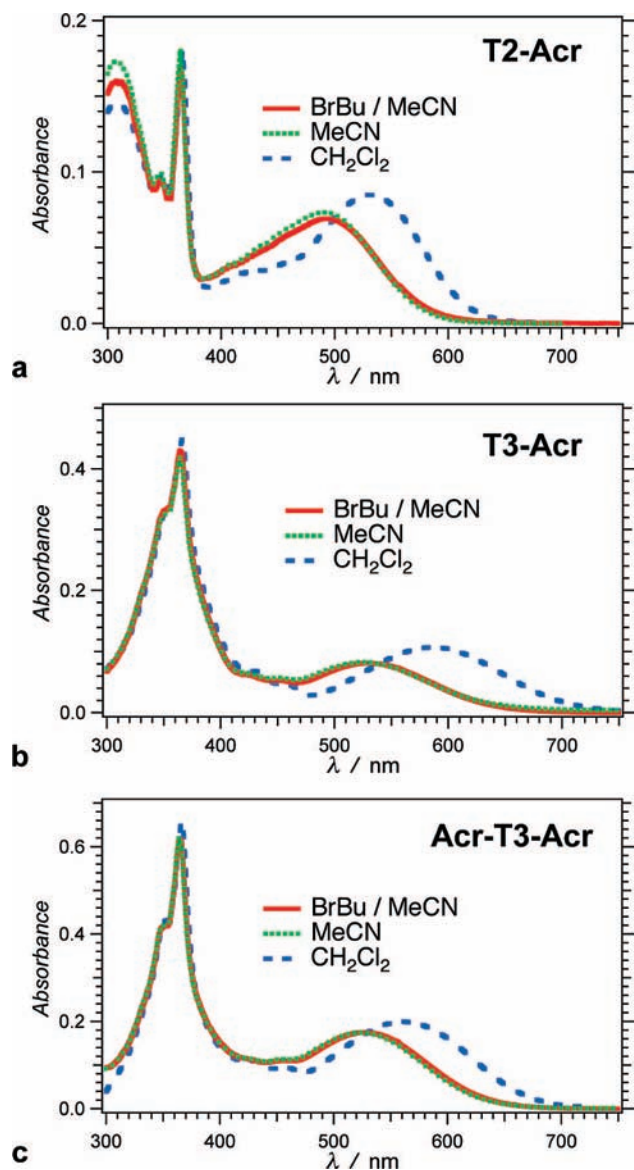 0.2
T2-Acr
BrBu / MeCN
MeCN
CH₂Cl₂
Absorbance
0.1
0.0
300 400 500 600 700
λ / nm
a
T3-Acr
0.4
BrBu / MeCN
MeCN
CH₂Cl₂
Absorbance
0.2
0.0
300 400 500 600 700
λ / nm
b
Acr-T3-Acr
0.6
BrBu / MeCN
MeCN
CH₂Cl₂
Absorbance
0.4
0.2
0.0
300 400 500 600 700
λ / nm
c